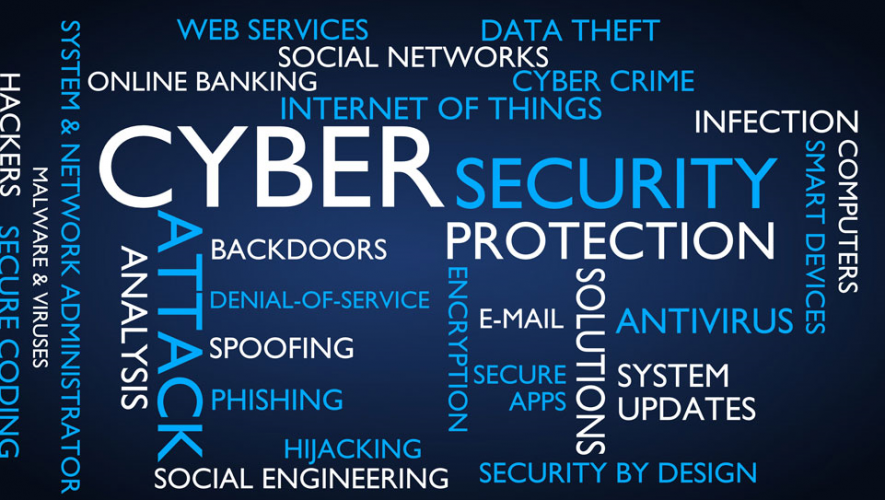 WEB SERVICES
DATA THEFT
SOCIAL NETWORKS
ONLINE BANKING
CYBER CRIME
INTERNET OF THINGS
INFECTION
CYBER
SECURITY
PROTECTION
HACKERS
SYSTEM & NETWORK ADMINISTRATOR
MALWARE & VIRUSES
SECURE CODING
ANALYSIS
ATTACK
BACKDOORS
DENIAL-OF-SERVICE
SPOOFING
PHISHING
HIJACKING
SOCIAL ENGINEERING
ENCRYPTION
E-MAIL
SECURE
APPS
SOLUTIONS
ANTIVIRUS
SYSTEM
UPDATES
SECURITY BY DESIGN
SMART DEVICES
COMPUTERS